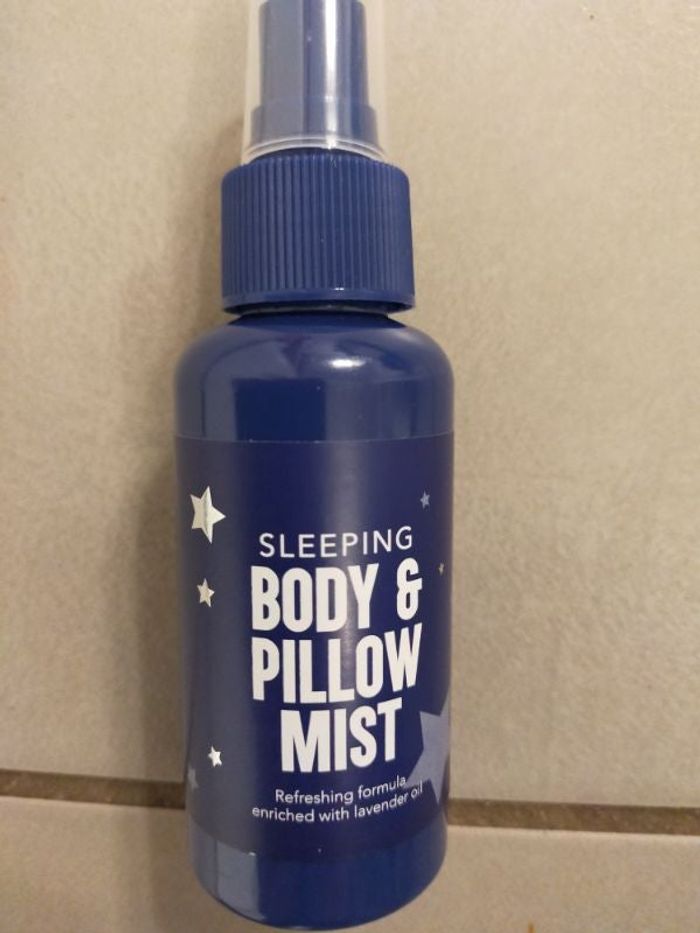 SLEEPING
BODY &
PILLOW
MIST
Refreshing formula
enriched with lavender oil